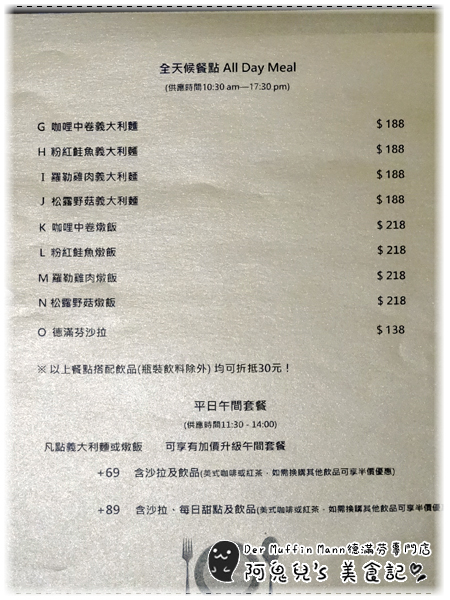 全天候餐點 All Day Meal
(供應時間10:30 am—17:30 pm)
G 咖哩中卷義大利麵 $ 188
H 粉紅鮭魚義大利麵 $ 188
I 羅勒雞肉義大利麵 $ 188
J 松露野菇義大利麵 $ 188
K 咖哩中卷燉飯 $ 218
L 粉紅鮭魚燉飯 $ 218
M 羅勒雞肉燉飯 $ 218
N 松露野菇燉飯 $ 218
O 德滿芬沙拉 $ 138
※ 以上餐點搭配飲品(瓶裝飲料除外) 均可折抵30元！
平日午間套餐
(供應時間11:30 - 14:00)
凡點義大利麵或燉飯 可享有加價升級午間套餐
+69 含沙拉及飲品(美式咖啡或紅茶，如需換購其他飲品可享半價優惠)
+89 含沙拉、每日甜點及飲品(美式咖啡或紅茶，如需換購其他飲品可享半價優惠
Der Muffin Mann德滿芬專門店
阿兔兒's 美食記